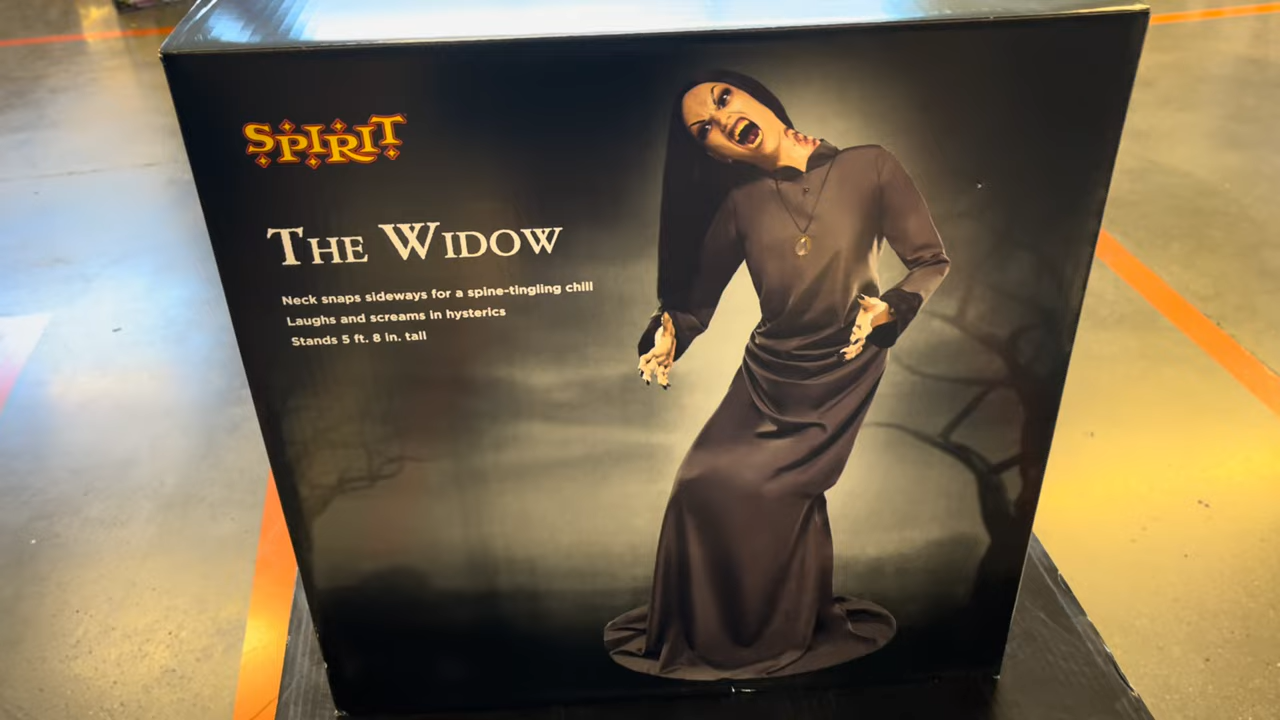 SPIRIT
THE WIDOW
Neck snaps sideways for a spine-tingling chill
Laughs and screams in hysterics
Stands 5 ft. 8 in. tall